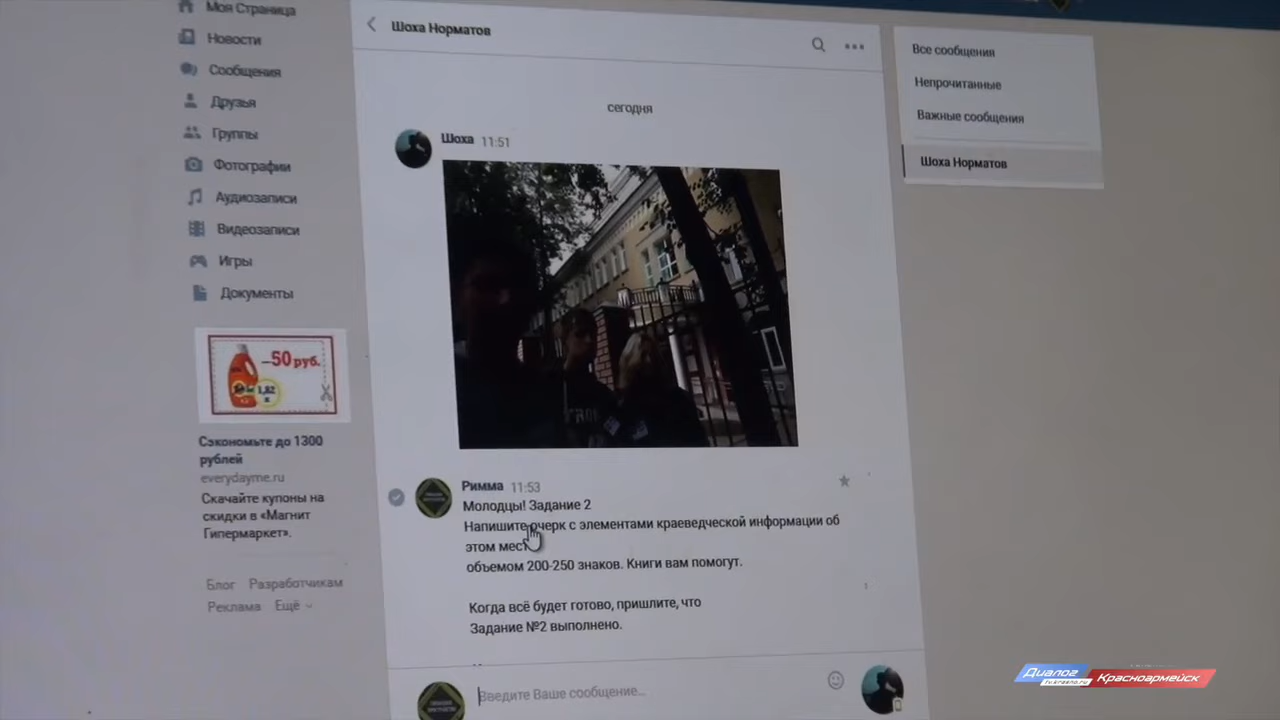 Моя Страница
Новости
Сообщения
Друзья
Группы
Фотографии
Аудиозаписи
Видеозаписи
Игры
Документы
−50 руб.
Сэкономьте до 1300
рублей
everydayme.ru
Скачайте купоны на
скидки в «Магнит
Гипермаркет».
Блог Разработчикам
Реклама Ещё
Шоха Норматов
сегодня
Шоха 11:51
Римма 11:53
Молодцы! Задание 2
Напишите очерк с элементами краеведческой информации об
этом
объемом 200-250 знаков. Книги вам помогут.
Когда всё будет готово, пришлите, что
Задание №2 выполнено.
Введите Ваше сообщение...
Все сообщения
Непрочитанные
Важные сообщения
Шоха Норматов
Диалог
Красноармейск